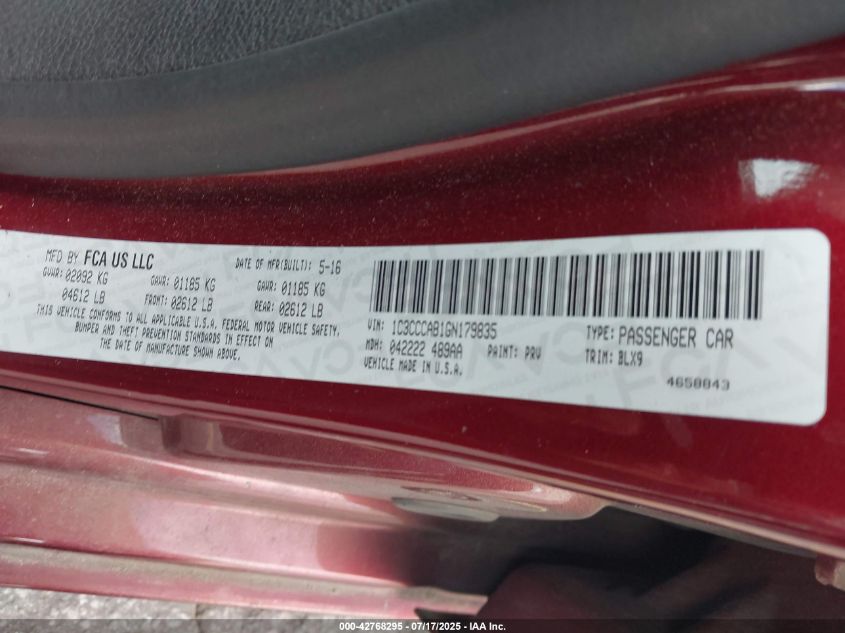 MFD BY FCA US LLC
DATE OF MFR(BUILT): 5-16
GVWR: 02092 KG
GAWR: 01185 KG
GAWR: 01185 KG
04612 LB
FRONT: 02612 LB
REAR: 02612 LB
THIS VEHICLE CONFORMS TO ALL APPLICABLE U.S.A. FEDERAL MOTOR VEHICLE SAFETY,
BUMPER AND THEFT PREVENTION STANDARDS IN EFFECT ON
THE DATE OF MANUFACTURE SHOWN ABOVE.
VIN: 1C3CCCAB1GN179835
TYPE: PASSENGER CAR
MDH: 042222 489AA
PAINT: PRV
TRIM: BLX9
VEHICLE MADE IN U.S.A.
4658843
000-42768295 - 07/17/2025 - IAA Inc.